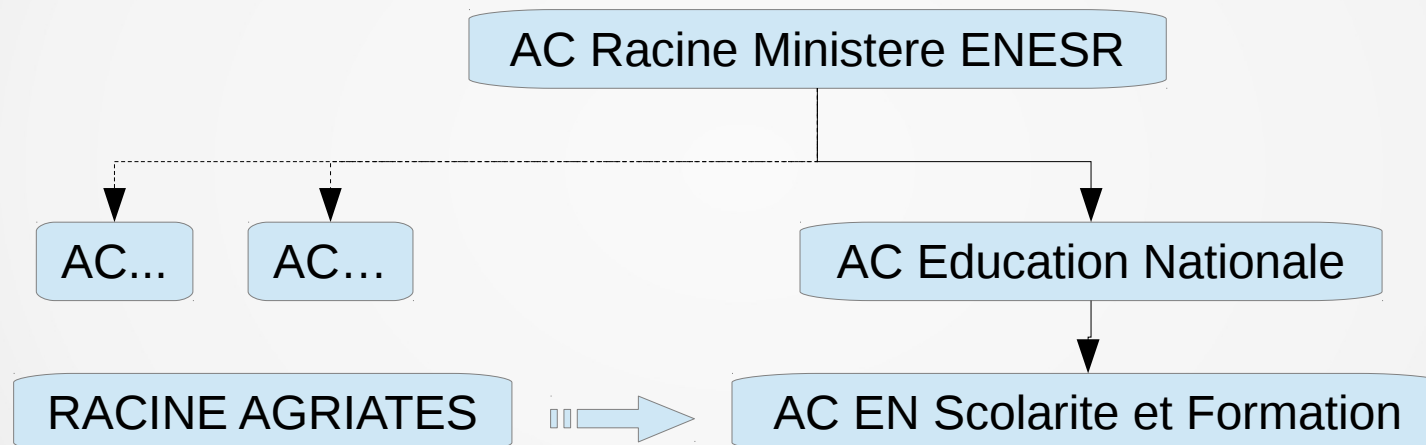 AC Racine Ministere ENESR
AC...
AC…
AC Education Nationale
RACINE AGRIATES
AC EN Scolarite et Formation